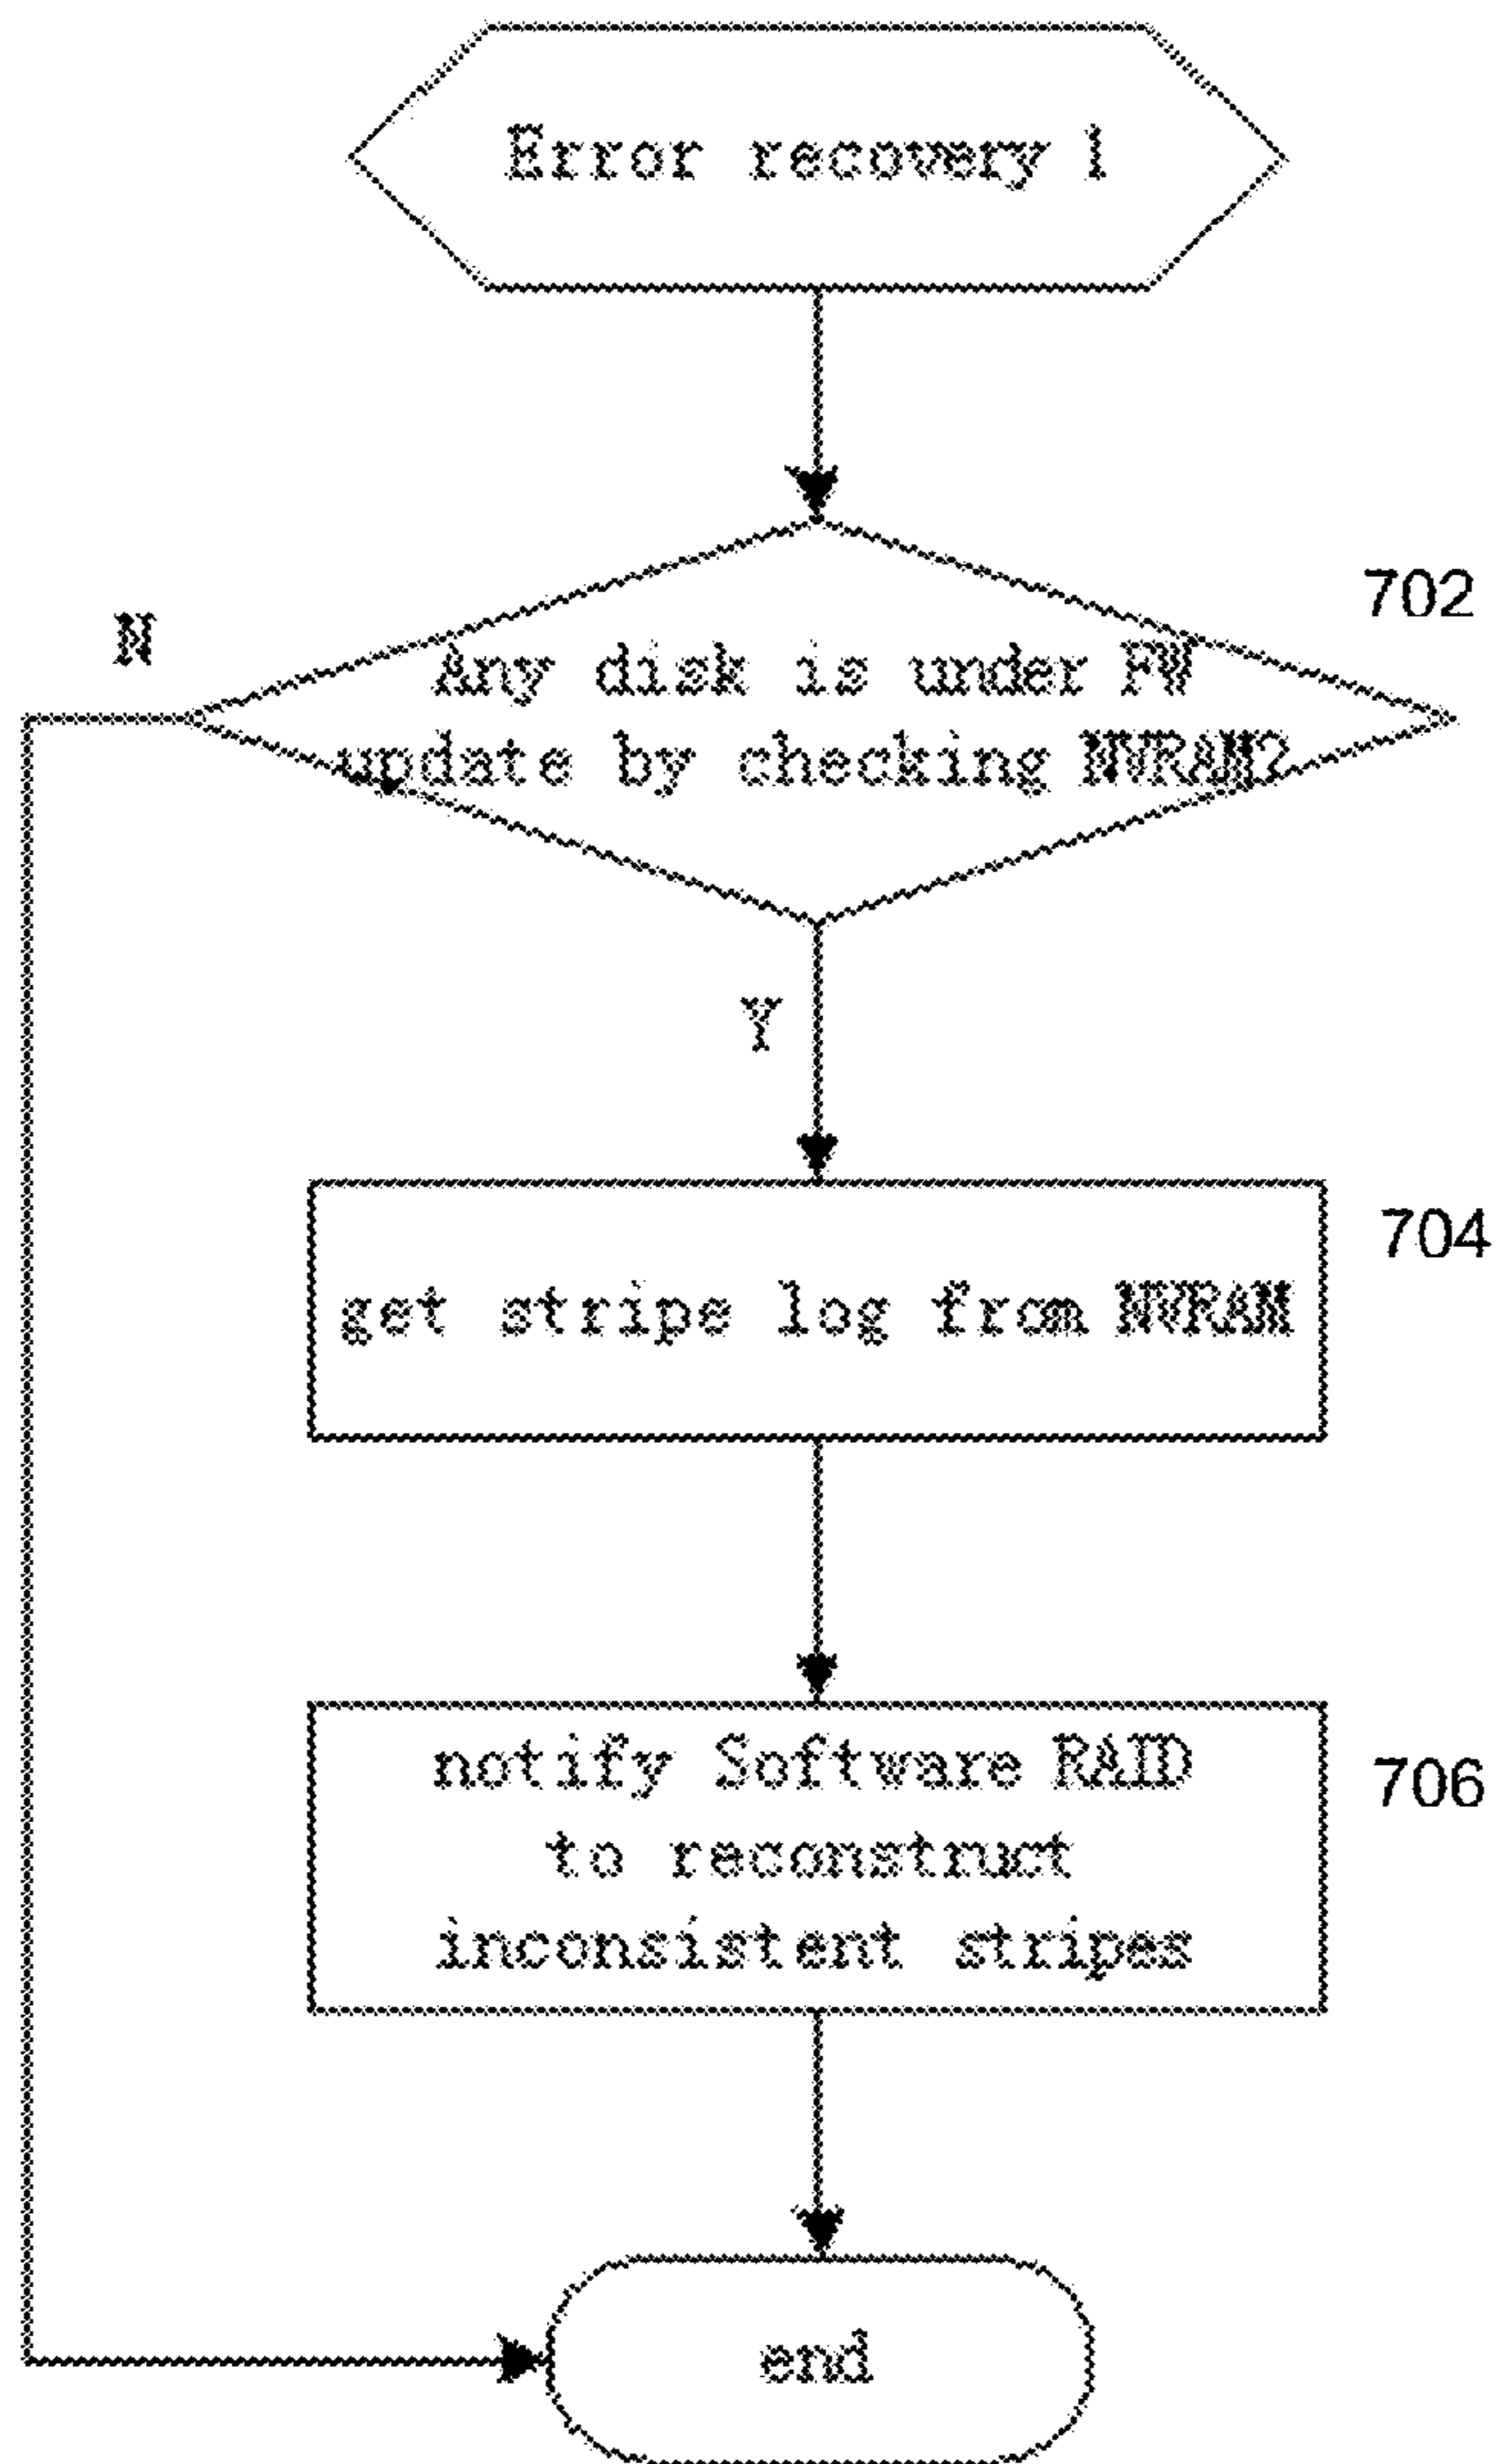 Error recovery 1
702
N
Any disk is under FW
update by checking NVRAM?
Y
704
get stripe log from NVRAM
706
notify Software RAID
to reconstruct
inconsistent stripes
end